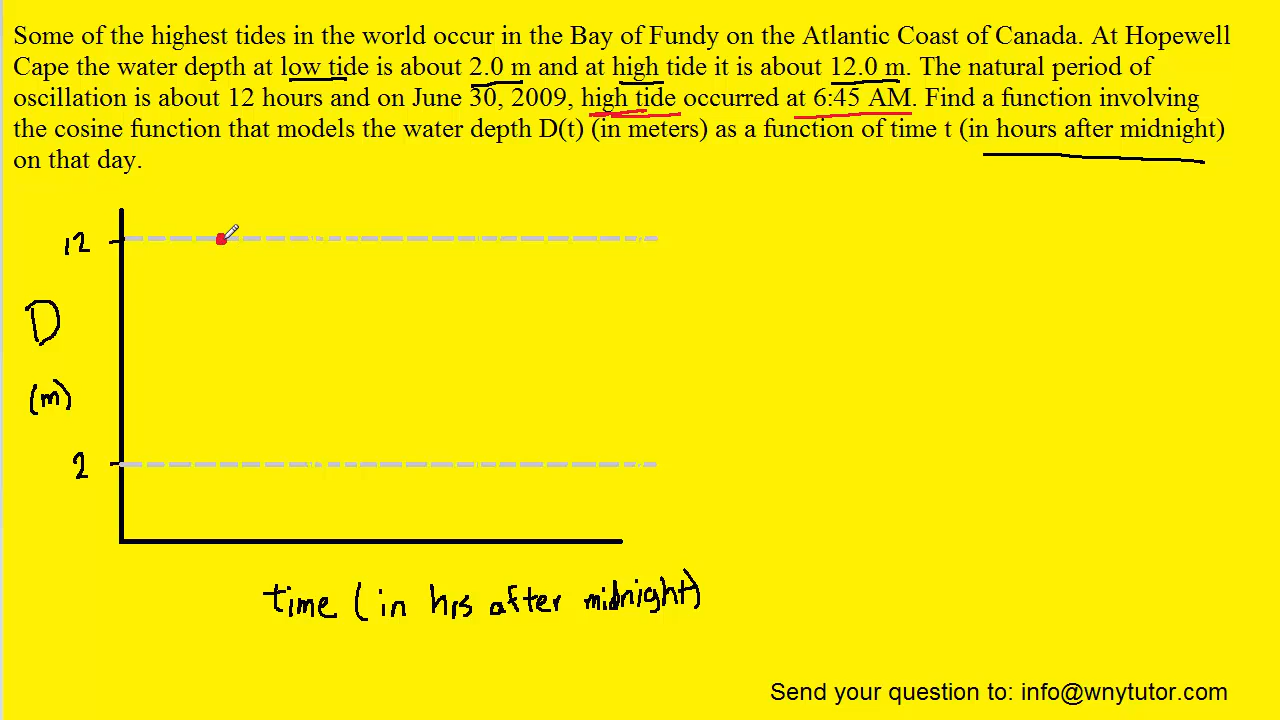 Some of the highest tides in the world occur in the Bay of Fundy on the Atlantic Coast of Canada. At Hopewell
Cape the water depth at low tide is about 2.0 m and at high tide it is about 12.0 m. The natural period of
oscillation is about 12 hours and on June 30, 2009, high tide occurred at 6:45 AM. Find a function involving
the cosine function that models the water depth D(t) (in meters) as a function of time t (in hours after midnight)
on that day.
12
D
(m)
2
time (in hrs after midnight)
Send your question to: info@wnytutor.com